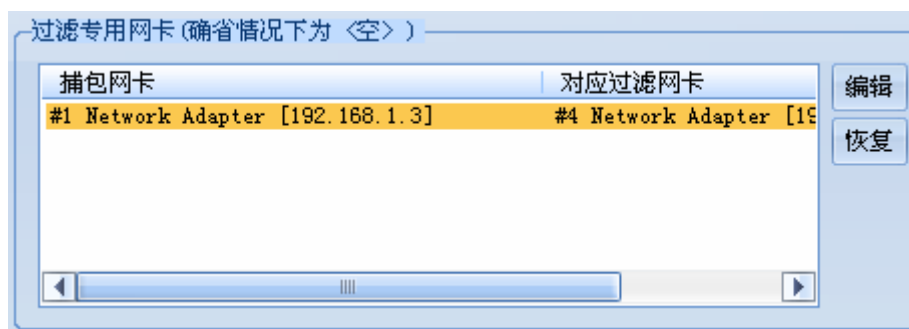 过滤专用网卡(确省情况下为 〈空〉)
捕包网卡 对应过滤网卡
编辑
#1 Network Adapter [192.168.1.3] #4 Network Adapter [19
恢复